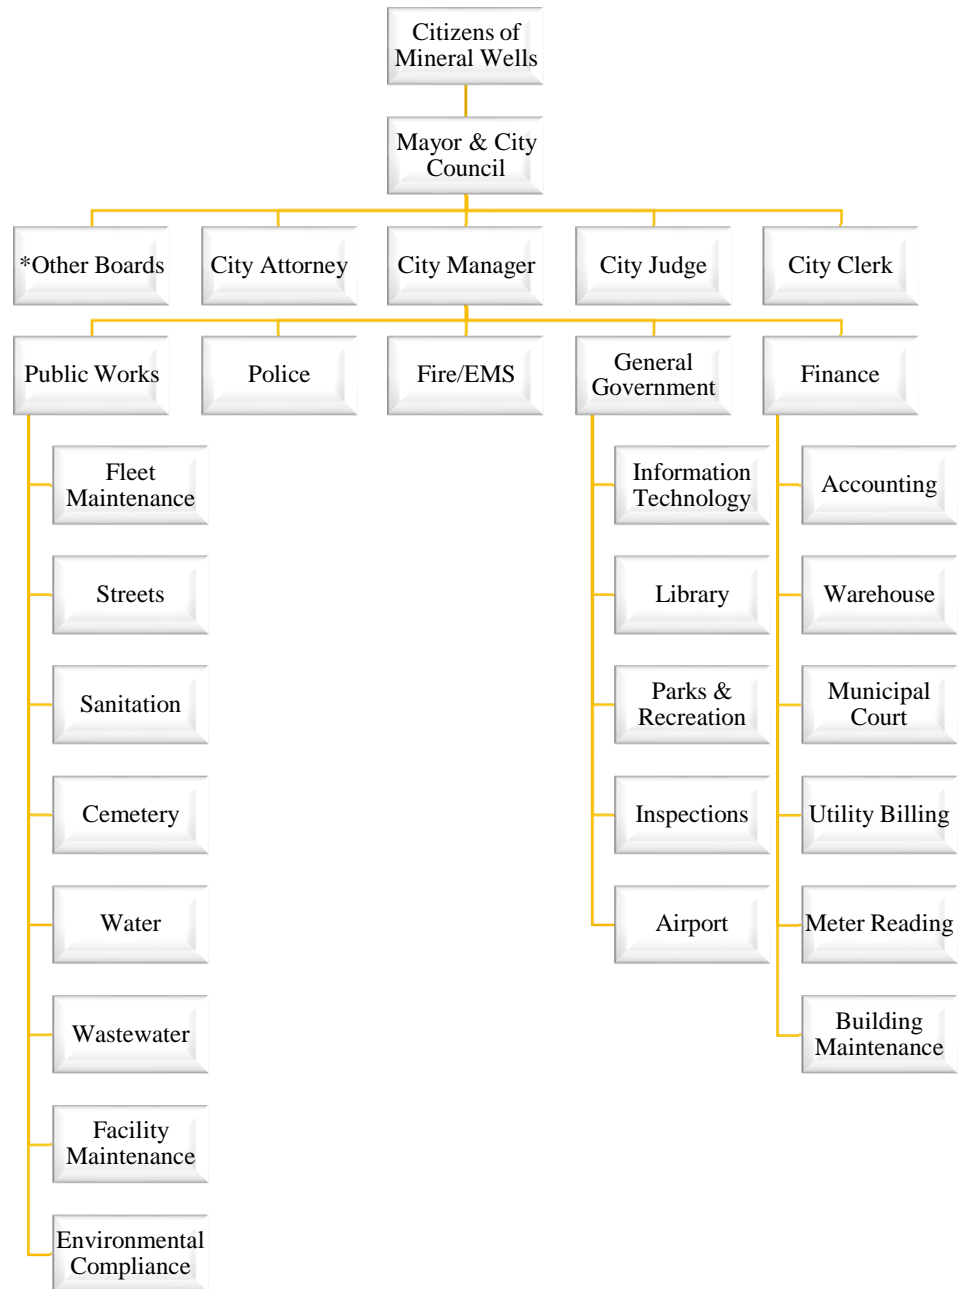 Citizens of
Mineral Wells
Mayor & City
Council
*Other Boards
City Attorney
City Manager
City Judge
City Clerk
Public Works
Police
Fire/EMS
General
Government
Finance
Fleet
Maintenance
Streets
Sanitation
Cemetery
Water
Wastewater
Facility
Maintenance
Environmental
Compliance
Information
Technology
Library
Parks &
Recreation
Inspections
Airport
Accounting
Warehouse
Municipal
Court
Utility Billing
Meter Reading
Building
Maintenance